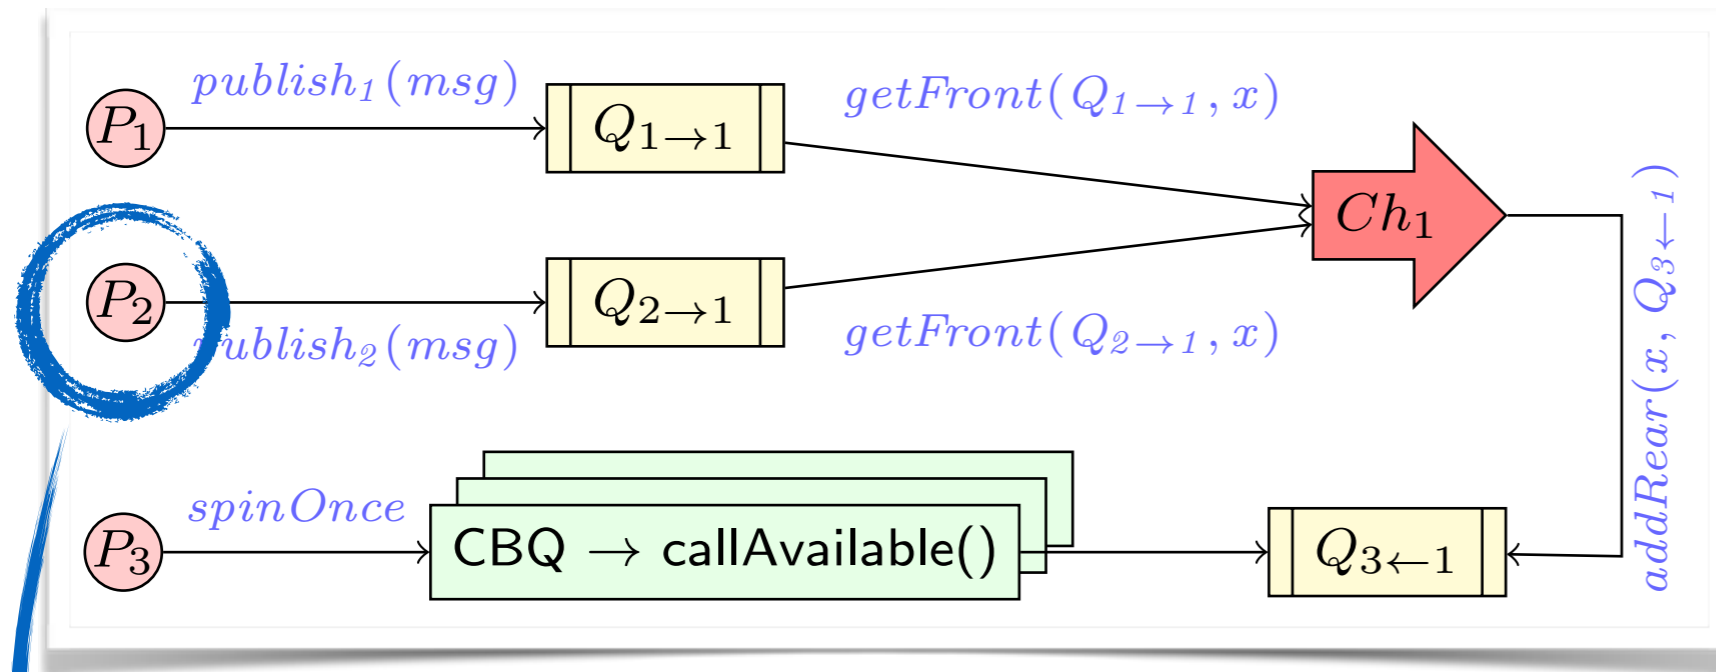 publish₁(msg)
P₁
Q₁→₁
getFront(Q₁→₁, x)
Ch₁
P₂
Q₂→₁
publish₂(msg)
getFront(Q₂→₁, x)
addRear(x, Q₃←₁)
spinOnce
P₃
CBQ → callAvailable()
Q₃←₁